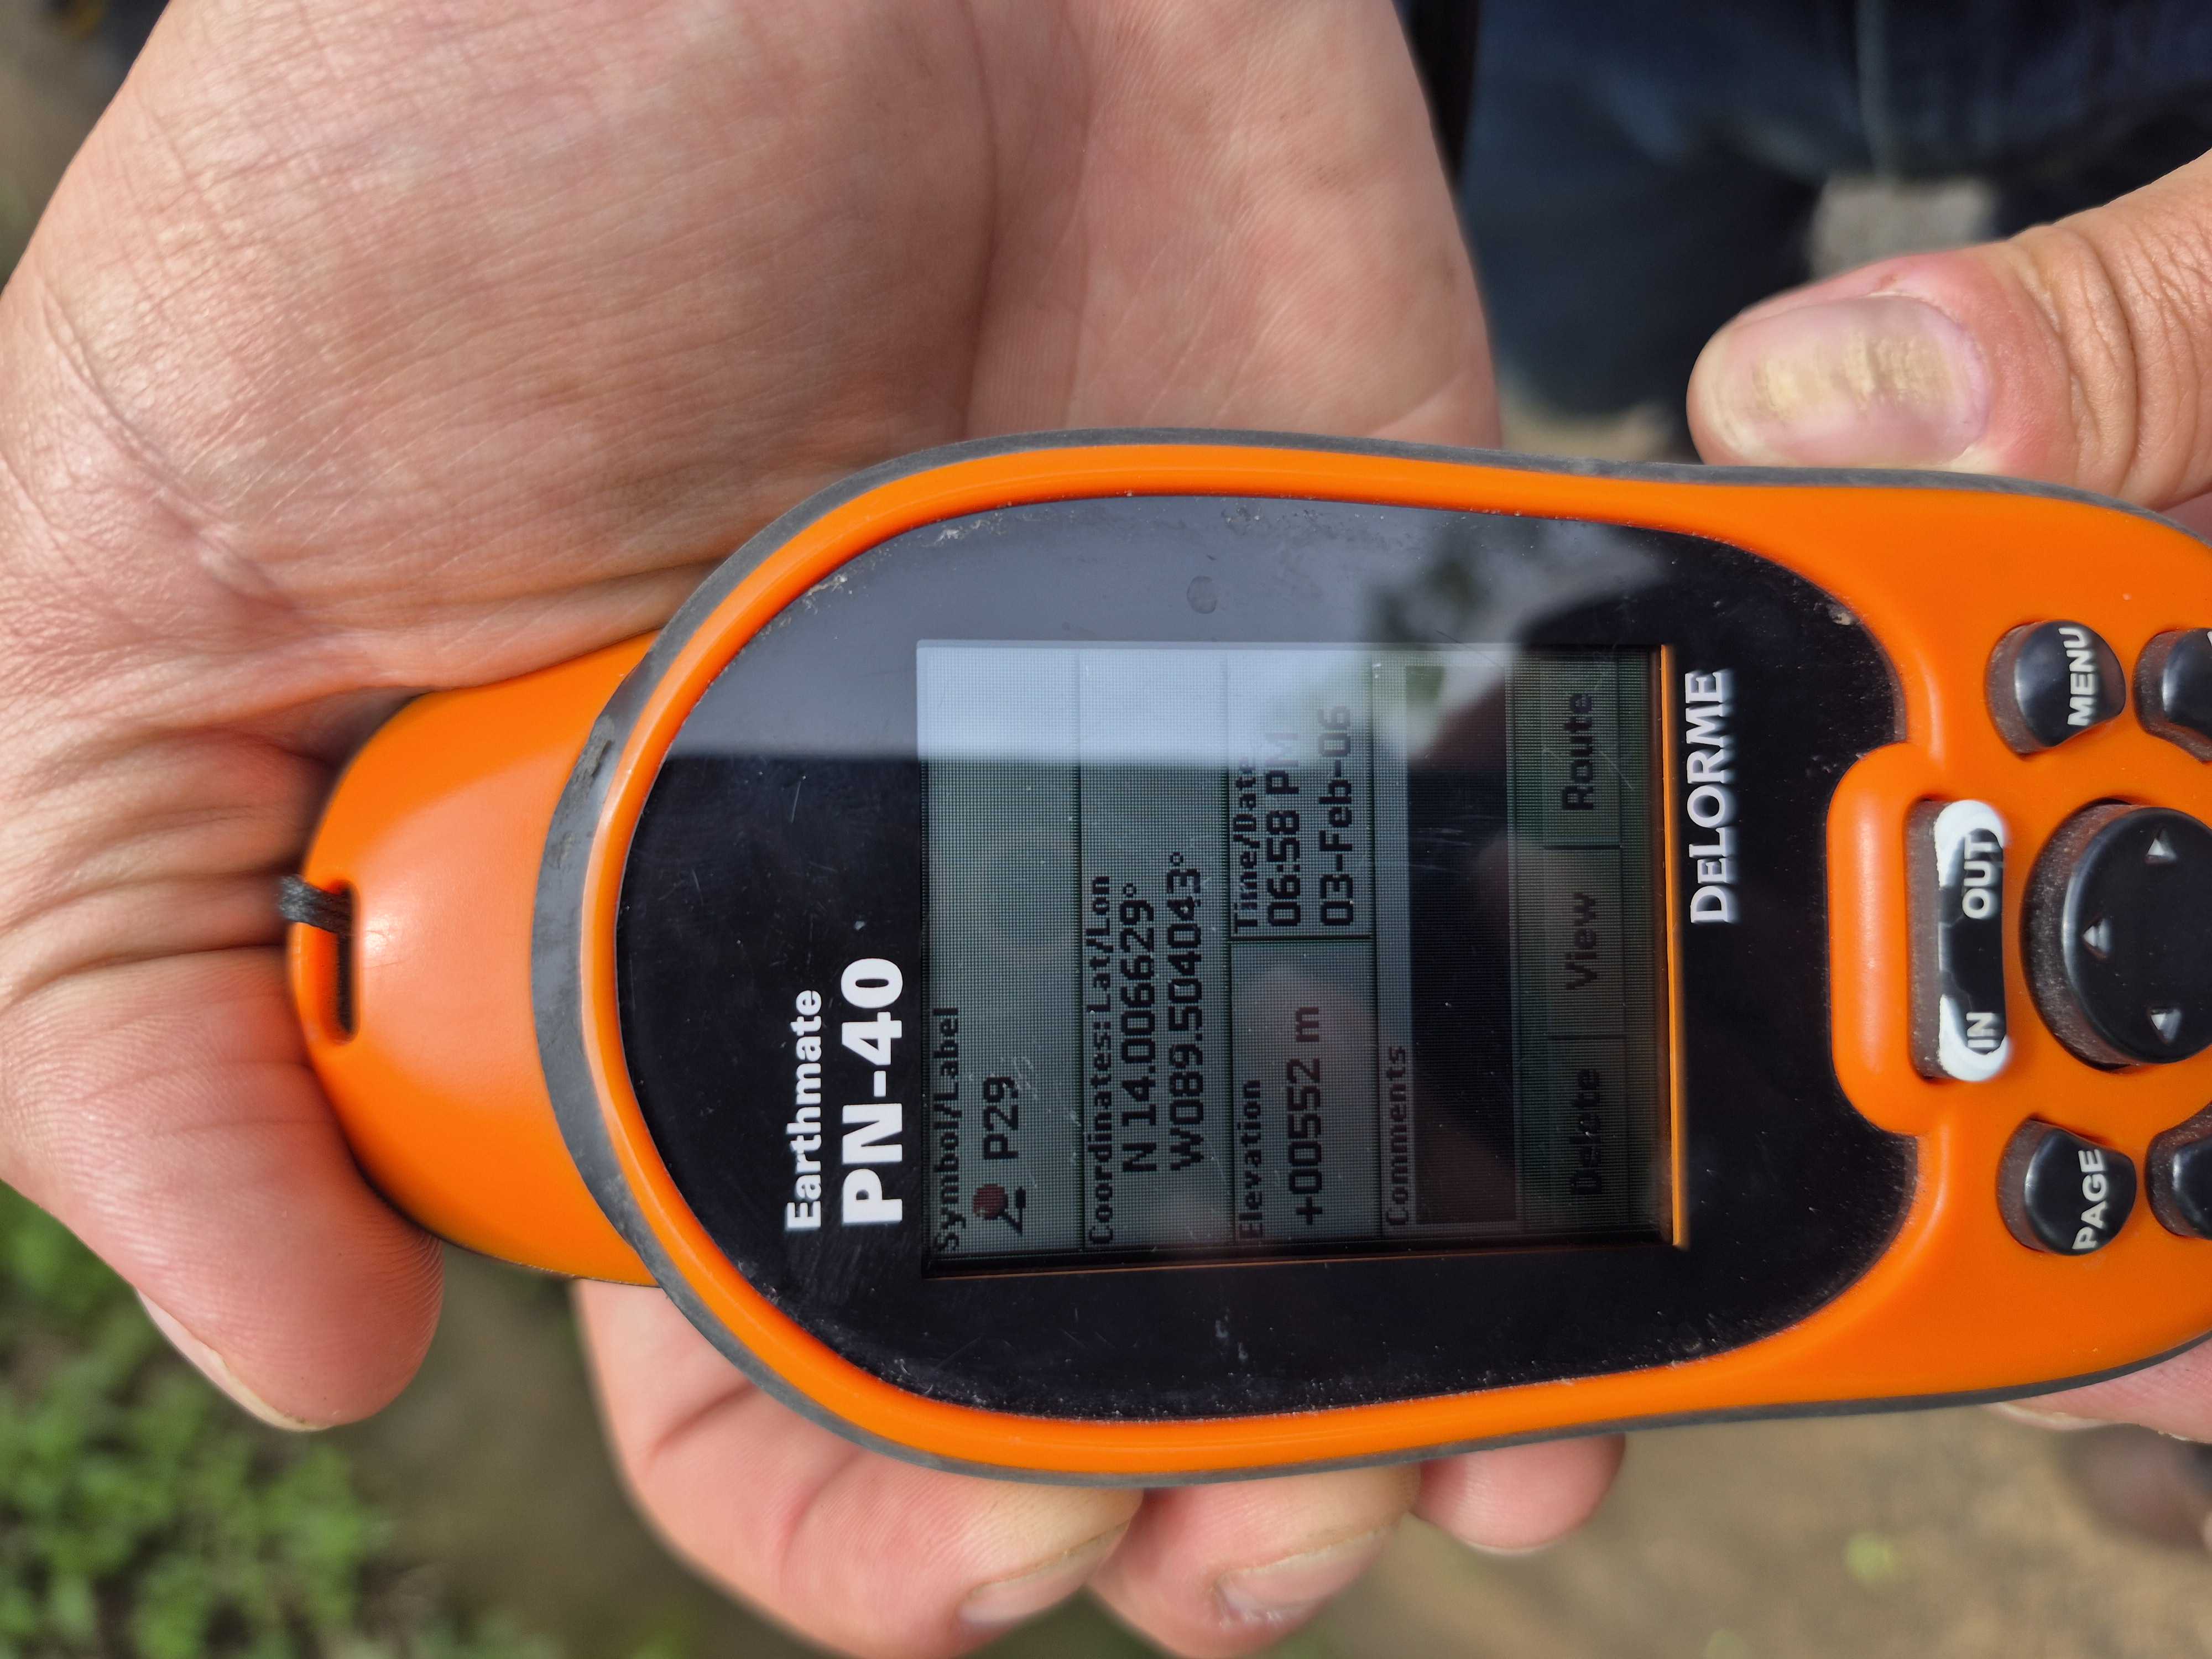 Earthmate
PN-40
Symbol/Label
P29
Coordinates:Lat/Lon
N 14.006629°
W089.504043°
Elevation
+00552 m
Time/Date
06:58 PM
03-Feb-06
Comments
Delete View Route
DELORME
IN OUT
PAGE
MENU